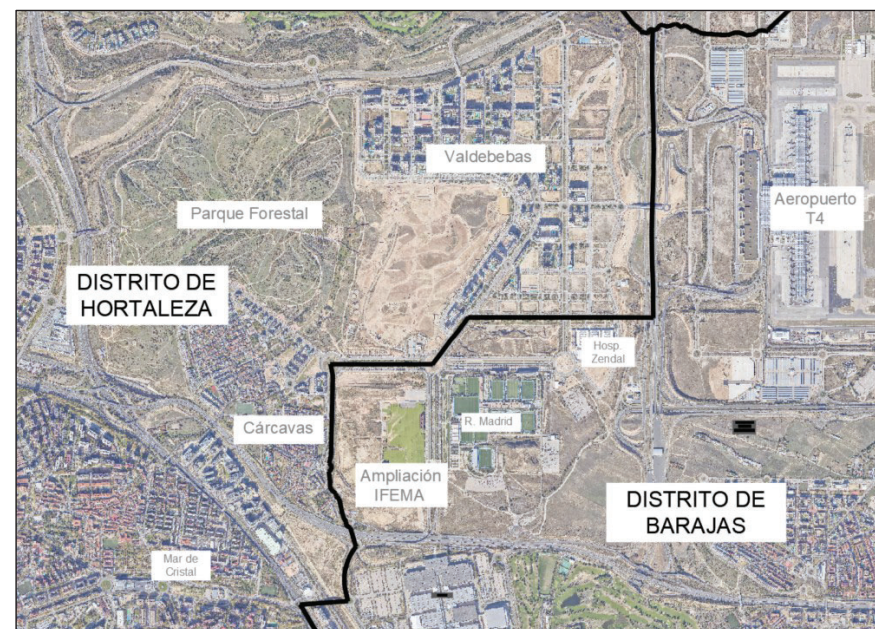 Valdebebas
Parque Forestal
Aeropuerto
T4
DISTRITO DE
HORTALEZA
Hosp.
Zendal
Cárcavas
R. Madrid
Ampliación
IFEMA
DISTRITO DE
BARAJAS
Mar de
Cristal